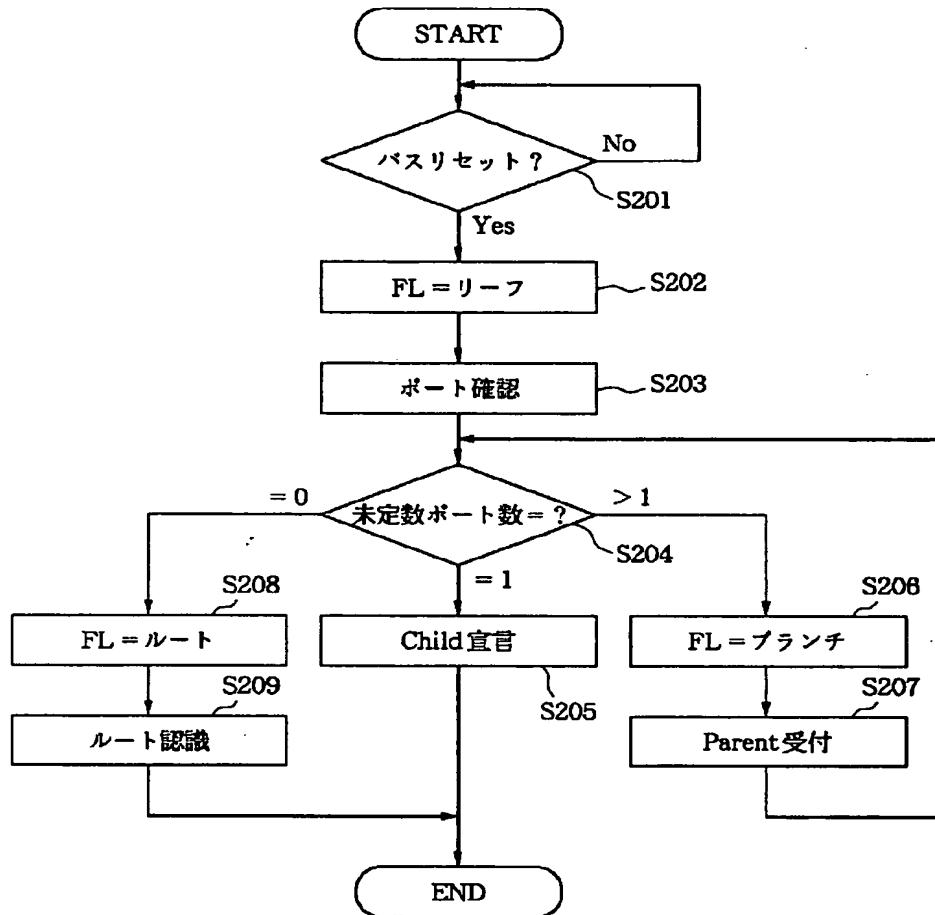 START
バスリセット?
No
S201
Yes
FL=リーフ
S202
ポート確認
S203
=0
未定数ポート数=?
>1
S204
=1
S208
FL=ルート
Child宣言
S205
S206
FL=ブランチ
S209
ルート認識
S207
Parent受付
END